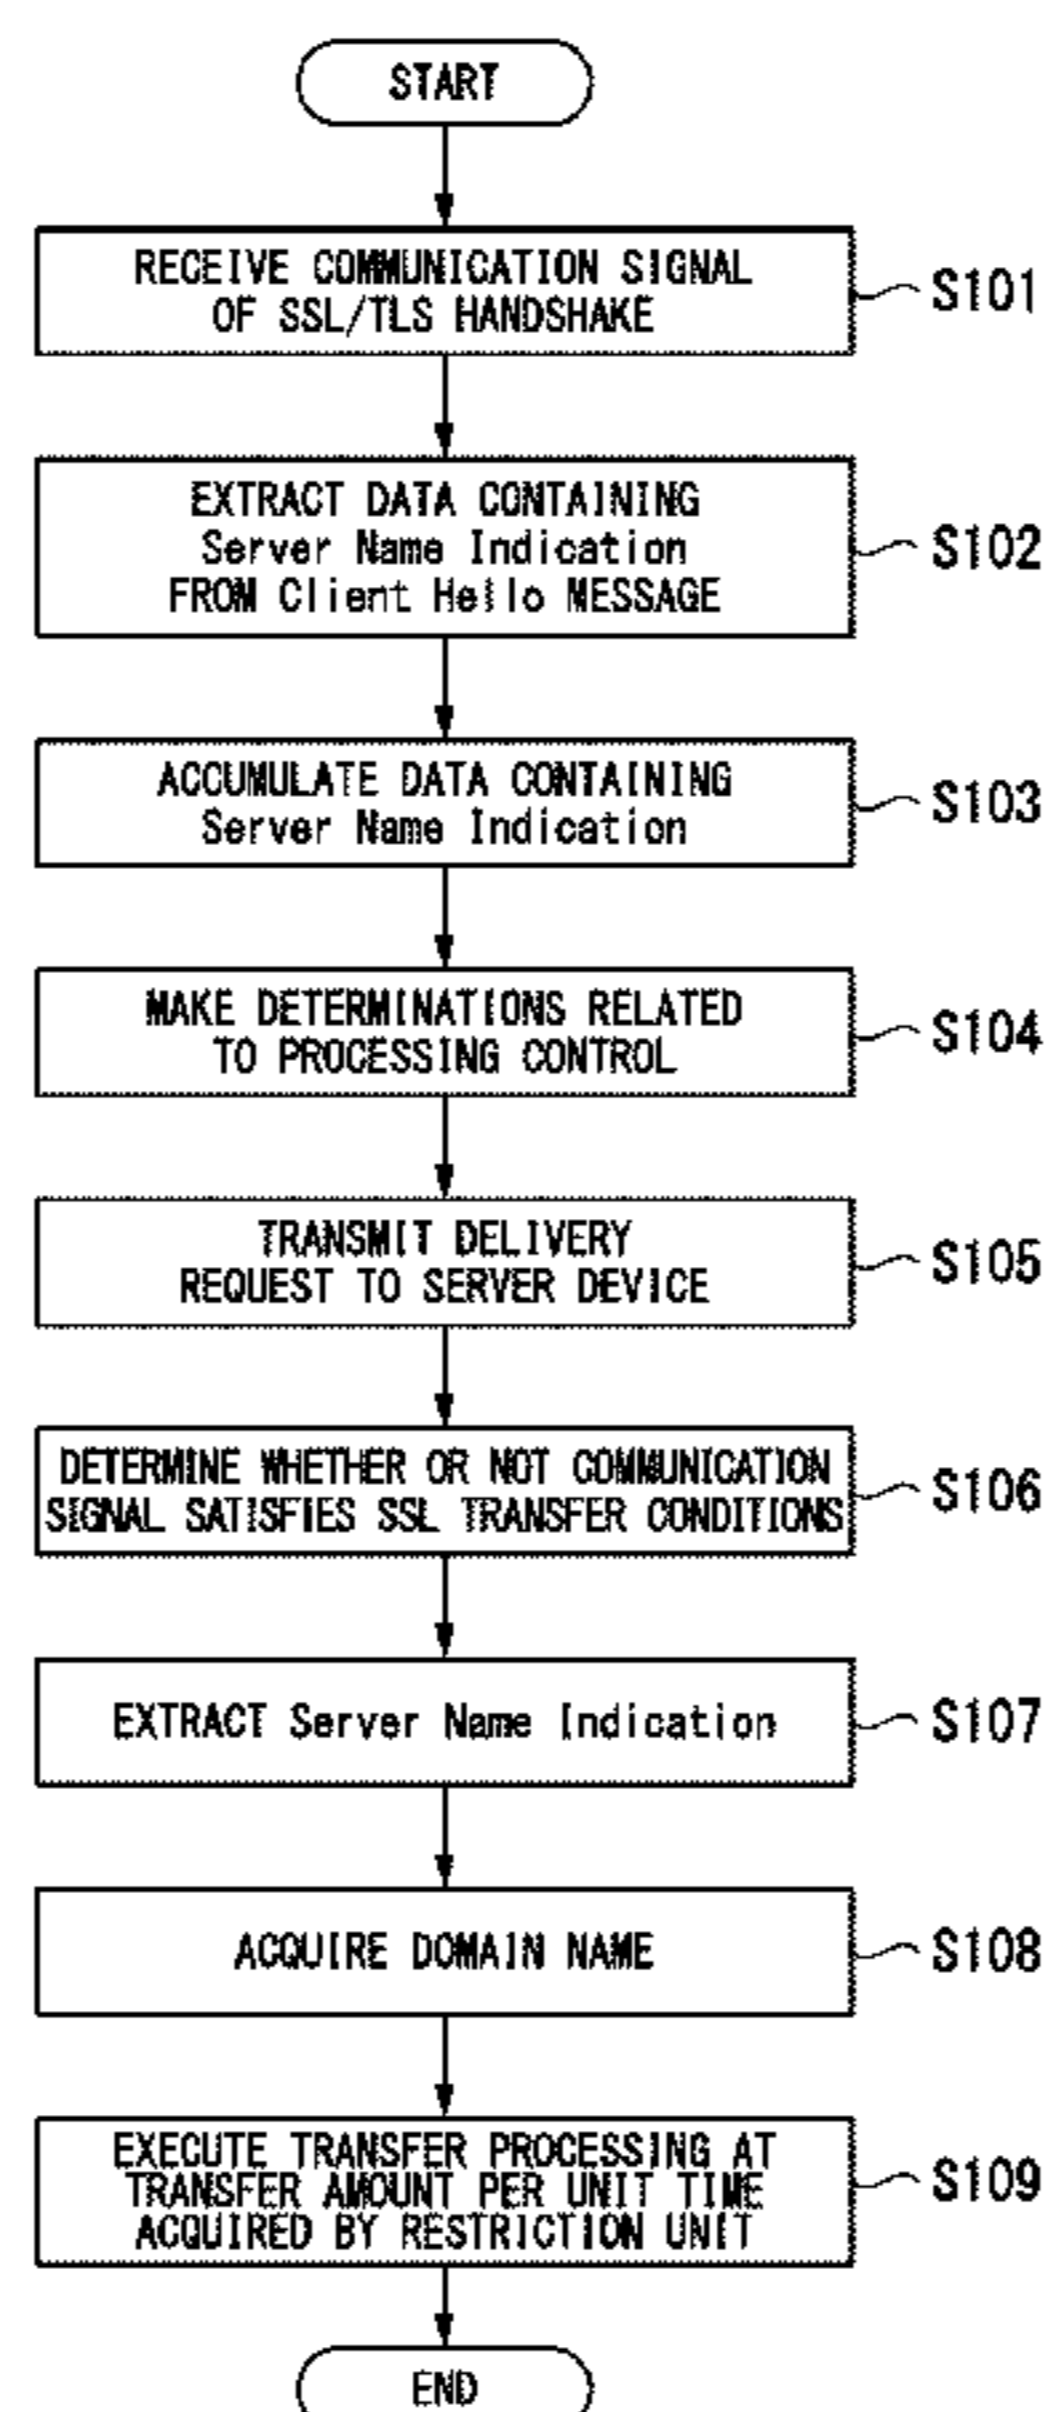 START
RECEIVE COMMUNICATION SIGNAL
OF SSL/TLS HANDSHAKE
S101
EXTRACT DATA CONTAINING
Server Name Indication
FROM Client Hello MESSAGE
S102
ACCUMULATE DATA CONTAINING
Server Name Indication
S103
MAKE DETERMINATIONS RELATED
TO PROCESSING CONTROL
S104
TRANSMIT DELIVERY
REQUEST TO SERVER DEVICE
S105
DETERMINE WHETHER OR NOT COMMUNICATION
SIGNAL SATISFIES SSL TRANSFER CONDITIONS
S106
EXTRACT Server Name Indication
S107
ACQUIRE DOMAIN NAME
S108
EXECUTE TRANSFER PROCESSING AT
TRANSFER AMOUNT PER UNIT TIME
ACQUIRED BY RESTRICTION UNIT
S109
END